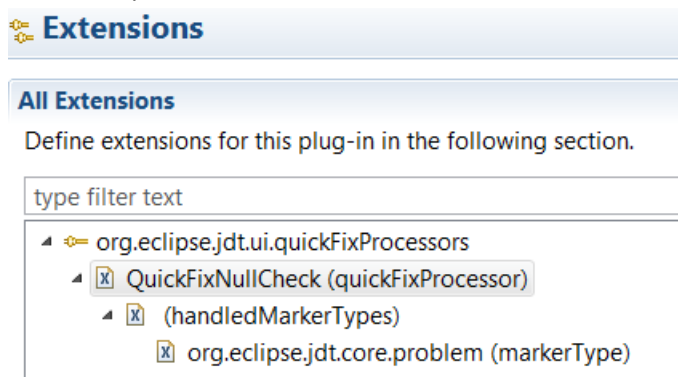 Extensions
All Extensions
Define extensions for this plug-in in the following section.
type filter text
org.eclipse.jdt.ui.quickFixProcessors
QuickFixNullCheck (quickFixProcessor)
(handledMarkerTypes)
org.eclipse.jdt.core.problem (markerType)